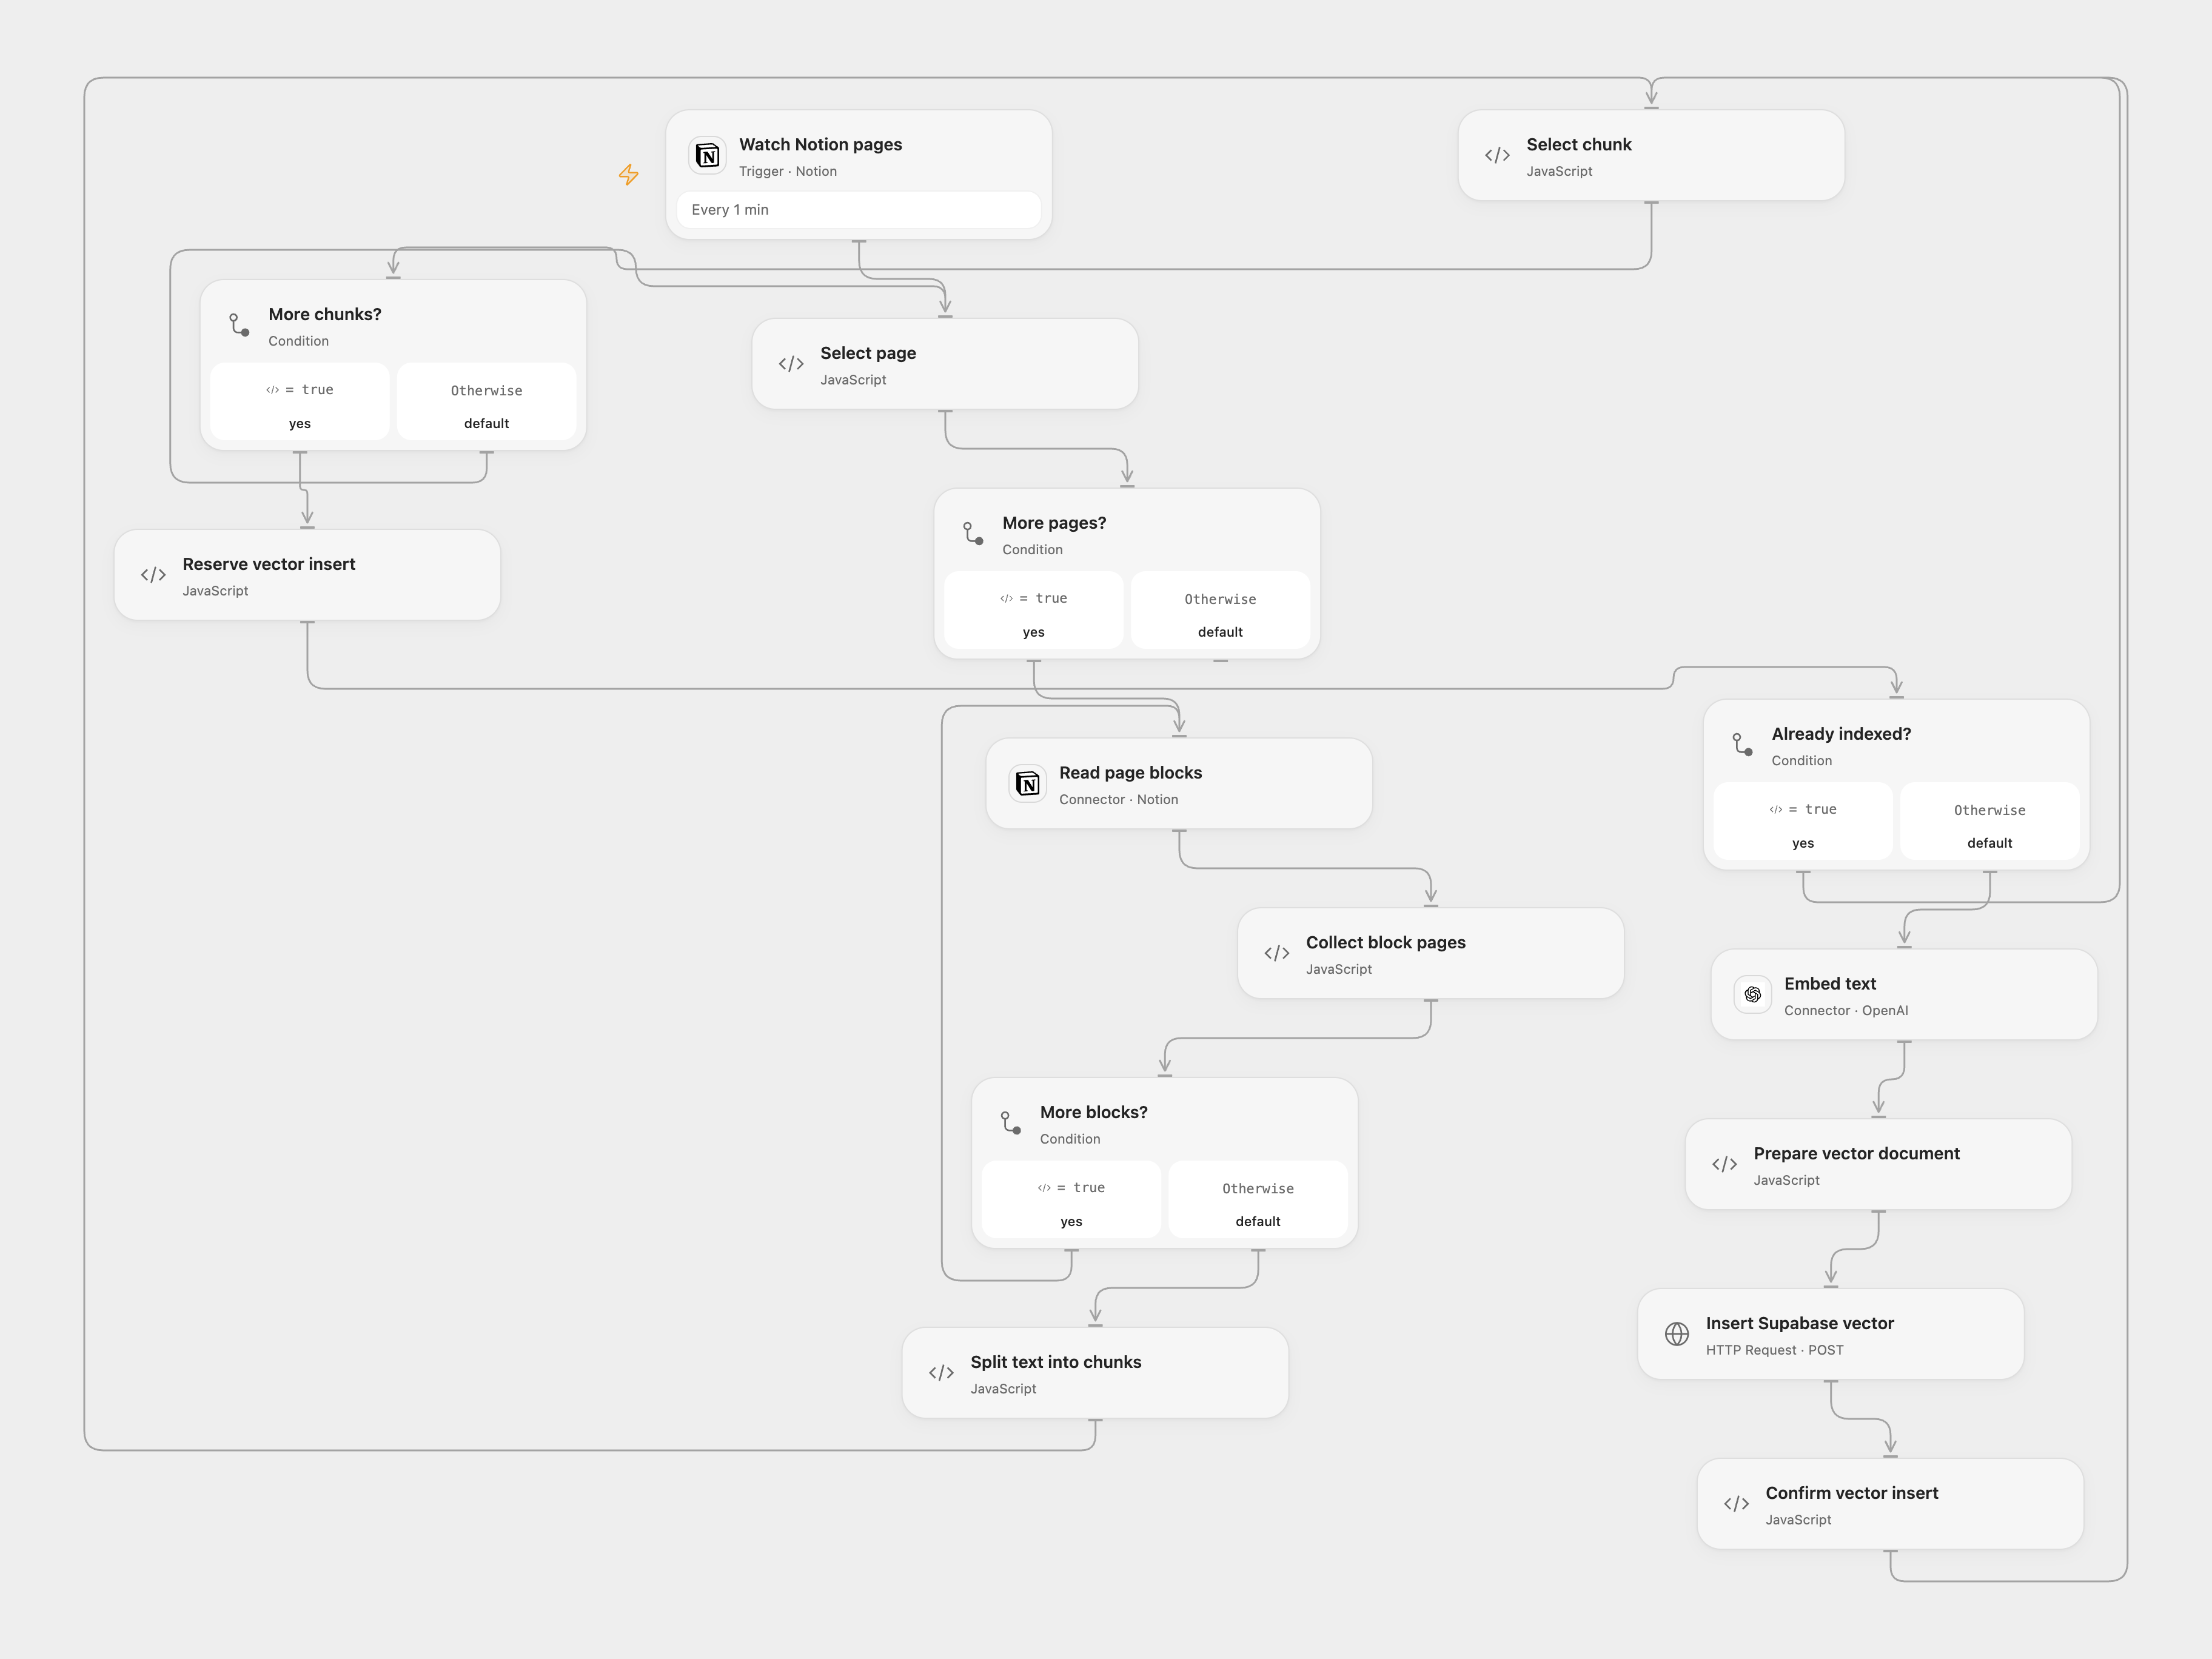 Watch Notion pages
Trigger · Notion
Every 1 min
Select chunk
JavaScript
More chunks?
Condition
</> = true
yes
Otherwise
default
Select page
JavaScript
Reserve vector insert
JavaScript
More pages?
Condition
</> = true
yes
Otherwise
default
Already indexed?
Condition
</> = true
yes
Otherwise
default
Read page blocks
Connector · Notion
Collect block pages
JavaScript
Embed text
Connector · OpenAI
More blocks?
Condition
</> = true
yes
Otherwise
default
Prepare vector document
JavaScript
Insert Supabase vector
HTTP Request · POST
Split text into chunks
JavaScript
Confirm vector insert
JavaScript